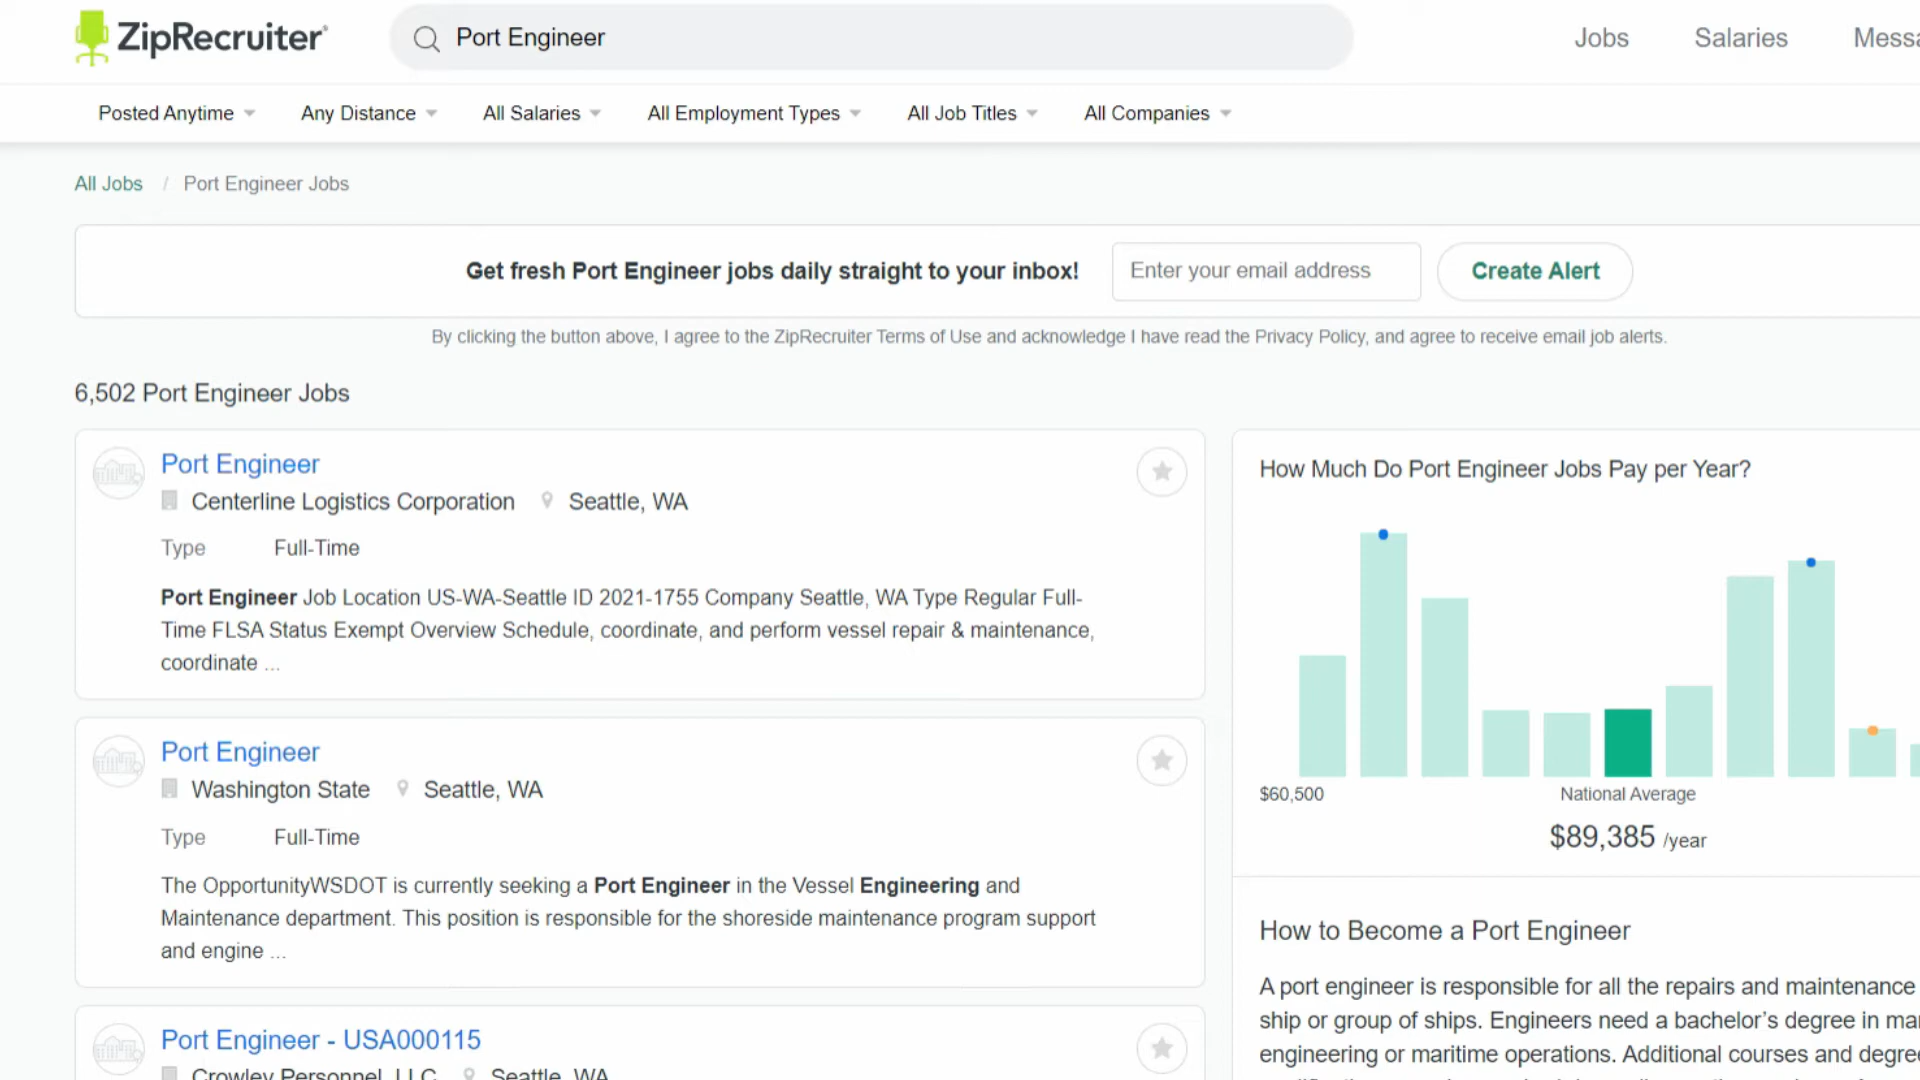 ZipRecruiter
Port Engineer
Jobs
Salaries
Posted Anytime
Any Distance
All Salaries
All Employment Types
All Job Titles
All Companies
All Jobs / Port Engineer Jobs
Get fresh Port Engineer jobs daily straight to your inbox!
Enter your email address
Create Alert
By clicking the button above, I agree to the ZipRecruiter Terms of Use and acknowledge I have read the Privacy Policy, and agree to receive email job alerts.
6,502 Port Engineer Jobs
Port Engineer
Centerline Logistics Corporation
Seattle, WA
Type Full-Time
Port Engineer Job Location US-WA-Seattle ID 2021-1755 Company Seattle, WA Type Regular Full-
Time FLSA Status Exempt Overview Schedule, coordinate, and perform vessel repair & maintenance,
coordinate ...
Port Engineer
Washington State
Seattle, WA
Type Full-Time
The OpportunityWSDOT is currently seeking a Port Engineer in the Vessel Engineering and
Maintenance department. This position is responsible for the shoreside maintenance program support
and engine ...
Port Engineer - USA000115
Crowley Personnel, LLC
Seattle, WA
How Much Do Port Engineer Jobs Pay per Year?
$60,500
National Average
$89,385 /year
How to Become a Port Engineer
A port engineer is responsible for all the repairs and maintenance
ship or group of ships. Engineers need a bachelor's degree in
engineering or maritime operations. Additional courses and